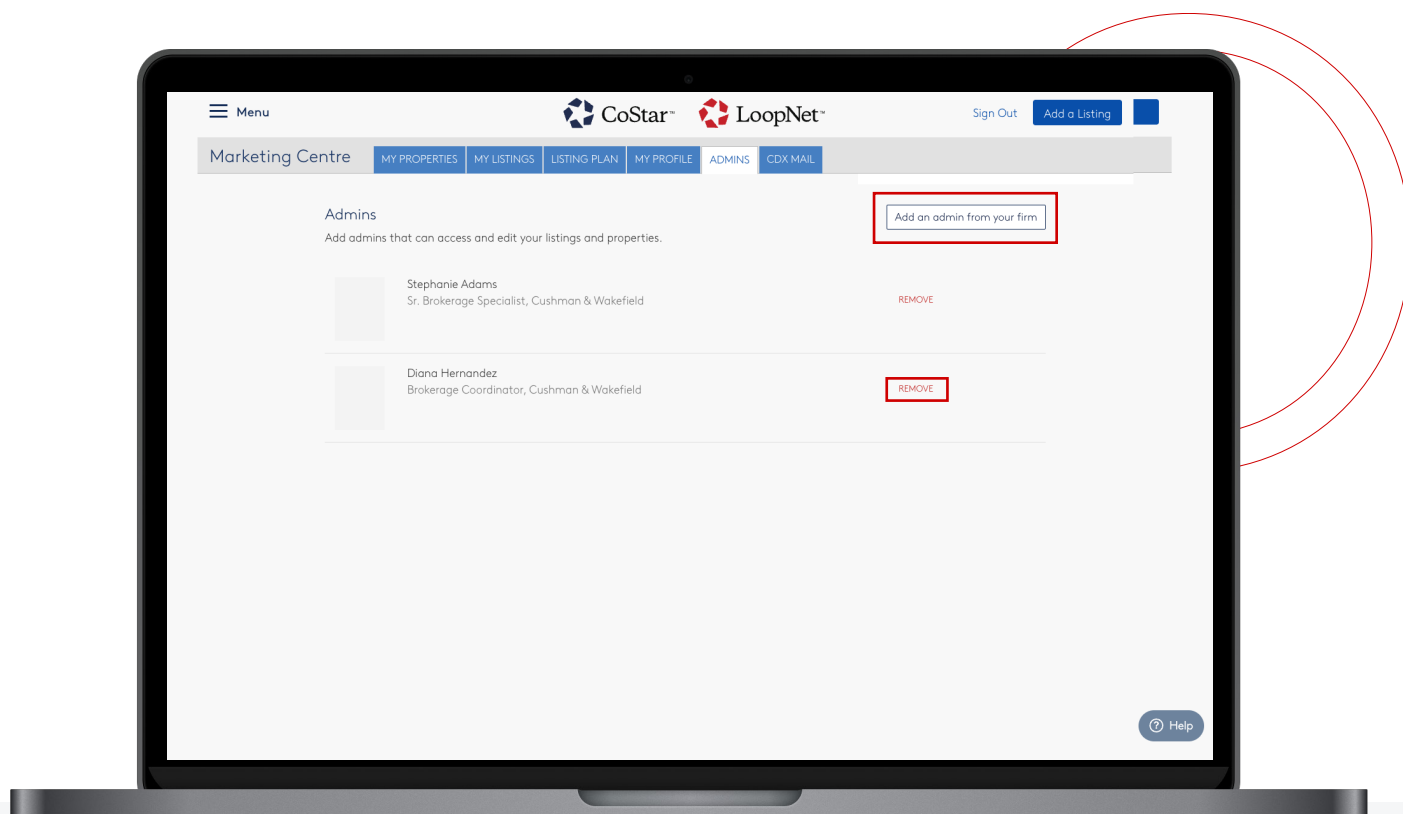 Menu
CoStar™ LoopNet™
Sign Out
Add a Listing
Marketing Centre
MY PROPERTIES
MY LISTINGS
LISTING PLAN
MY PROFILE
ADMINS
CDX MAIL
Admins
Add an admin from your firm
Add admins that can access and edit your listings and properties.
Stephanie Adams
Sr. Brokerage Specialist, Cushman & Wakefield
REMOVE
Diana Hernandez
Brokerage Coordinator, Cushman & Wakefield
REMOVE
? Help